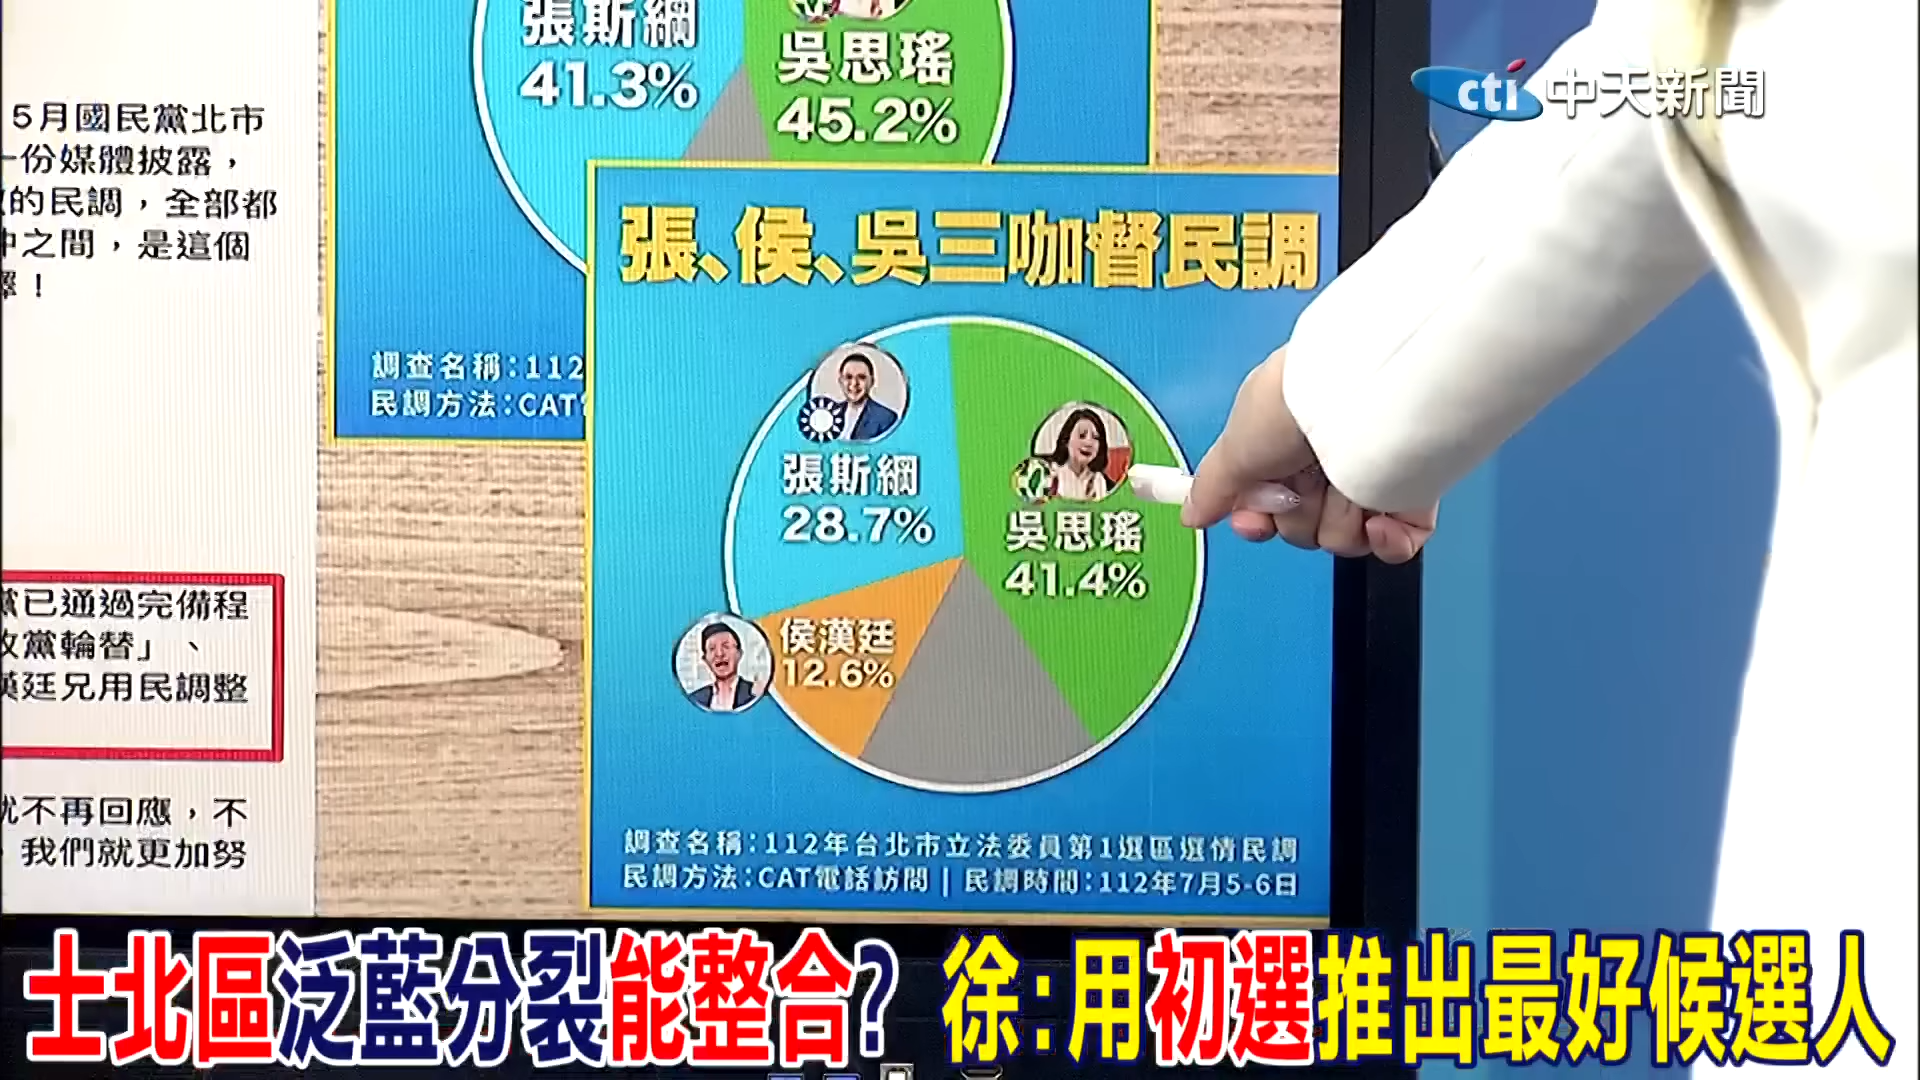 5月國民黨北市
一份媒體披露，
的民調，全部都
之間，是這個
！
黨已通過完備程
政黨輪替」、
漢廷兄用民調整
就不再回應，不
我們就更加努
張斯綱
41.3%
吳思瑤
45.2%
調查名稱：112
民調方法：CAT
張、侯、吳三咖督民調
張斯綱
28.7%
吳思瑤
41.4%
侯漢廷
12.6%
調查名稱：112年台北市立法委員第1選區選情民調
民調方法：CAT電話訪問 | 民調時間：112年7月5-6日
cti 中天新聞
士北區泛藍分裂能整合？ 徐：用初選推出最好候選人